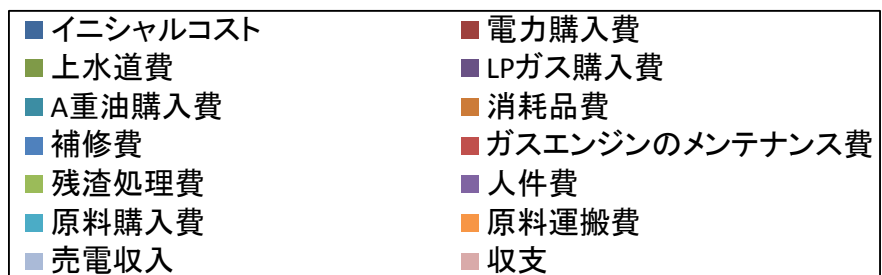 イニシャルコスト 電力購入費
上水道費 LPガス購入費
A重油購入費 消耗品費
補修費 ガスエンジンのメンテナンス費
残渣処理費 人件費
原料購入費 原料運搬費
売電収入 収支